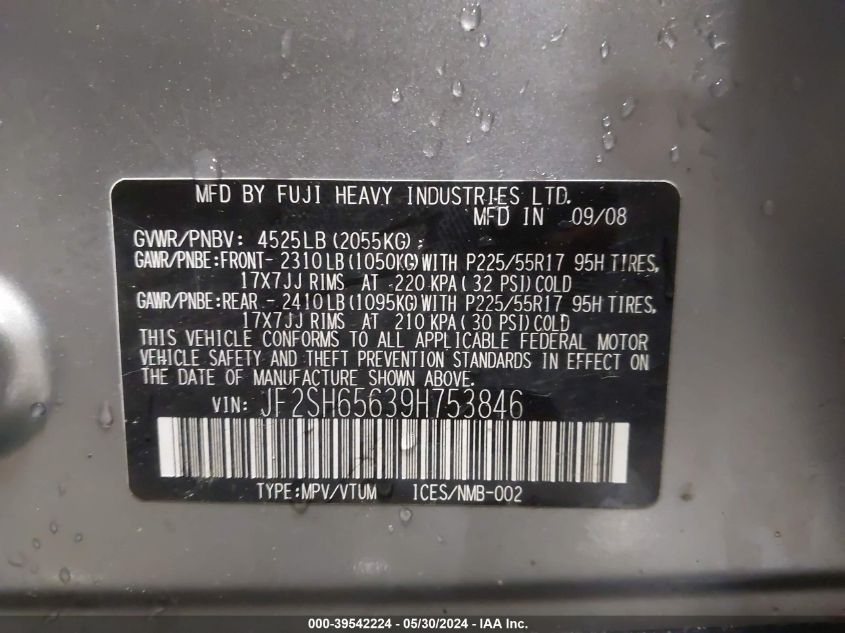 MFD BY FUJI HEAVY INDUSTRIES LTD.
MFD IN 09/08
GVWR/PNBV: 4525LB(2055KG);
GAWR/PNBE:FRONT- 2310LB(1050KG)WITH P225/55R17 95H TIRES,
17X7JJ RIMS AT 220 KPA(32 PSI)COLD
GAWR/PNBE:REAR - 2410LB(1095KG)WITH P225/55R17 95H TIRES,
17X7JJ RIMS AT 210 KPA(30 PSI)COLD
THIS VEHICLE CONFORMS TO ALL APPLICABLE FEDERAL MOTOR
VEHICLE SAFETY AND THEFT PREVENTION STANDARDS IN EFFECT ON
THE DATE OF MANUFACTURE SHOWN ABOVE.
VIN: JF2SH65639H753846
TYPE:MPV/VTUM ICES/NMB-002
000-39542224 - 05/30/2024 - IAA Inc.